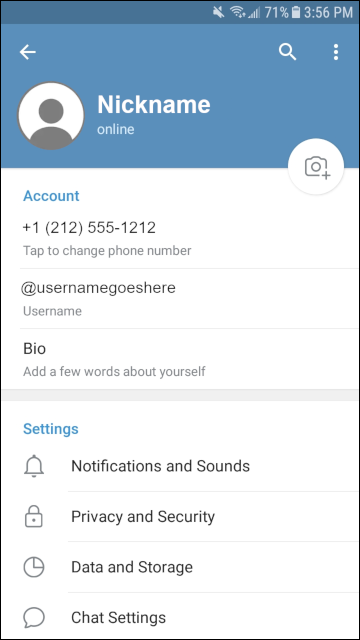 71% 3:56 PM
Nickname
online
Account
+1 (212) 555-1212
Tap to change phone number
@usernamegoeshere
Username
Bio
Add a few words about yourself
Settings
Notifications and Sounds
Privacy and Security
Data and Storage
Chat Settings